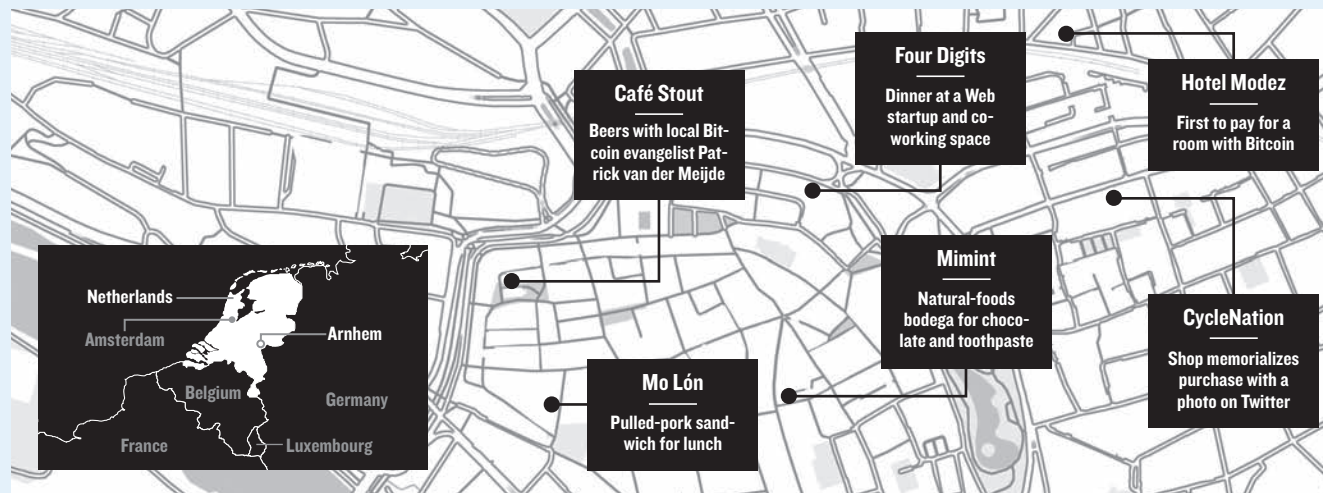 Café Stout
Beers with local Bit-
coin evangelist Pat-
rick van der Meijde
Four Digits
Dinner at a Web
startup and co-
working space
Hotel Modez
First to pay for a
room with Bitcoin
Mimint
Natural-foods
bodega for choco-
late and toothpaste
CycleNation
Shop memorializes
purchase with a
photo on Twitter
Mo Lón
Pulled-pork sand-
wich for lunch
Netherlands
Amsterdam
Arnhem
Belgium
Germany
France
Luxembourg